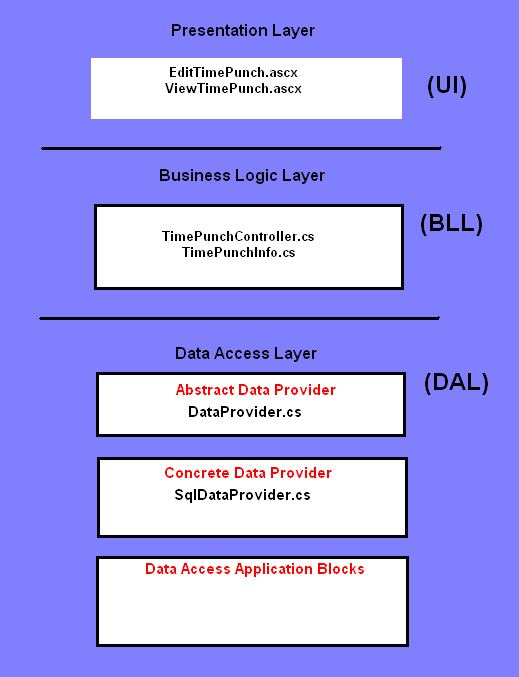 Presentation Layer
EditTimePunch.ascx
ViewTimePunch.ascx
(UI)
Business Logic Layer
(BLL)
TimePunchController.cs
TimePunchInfo.cs
Data Access Layer
(DAL)
Abstract Data Provider
DataProvider.cs
Concrete Data Provider
SqlDataProvider.cs
Data Access Application Blocks